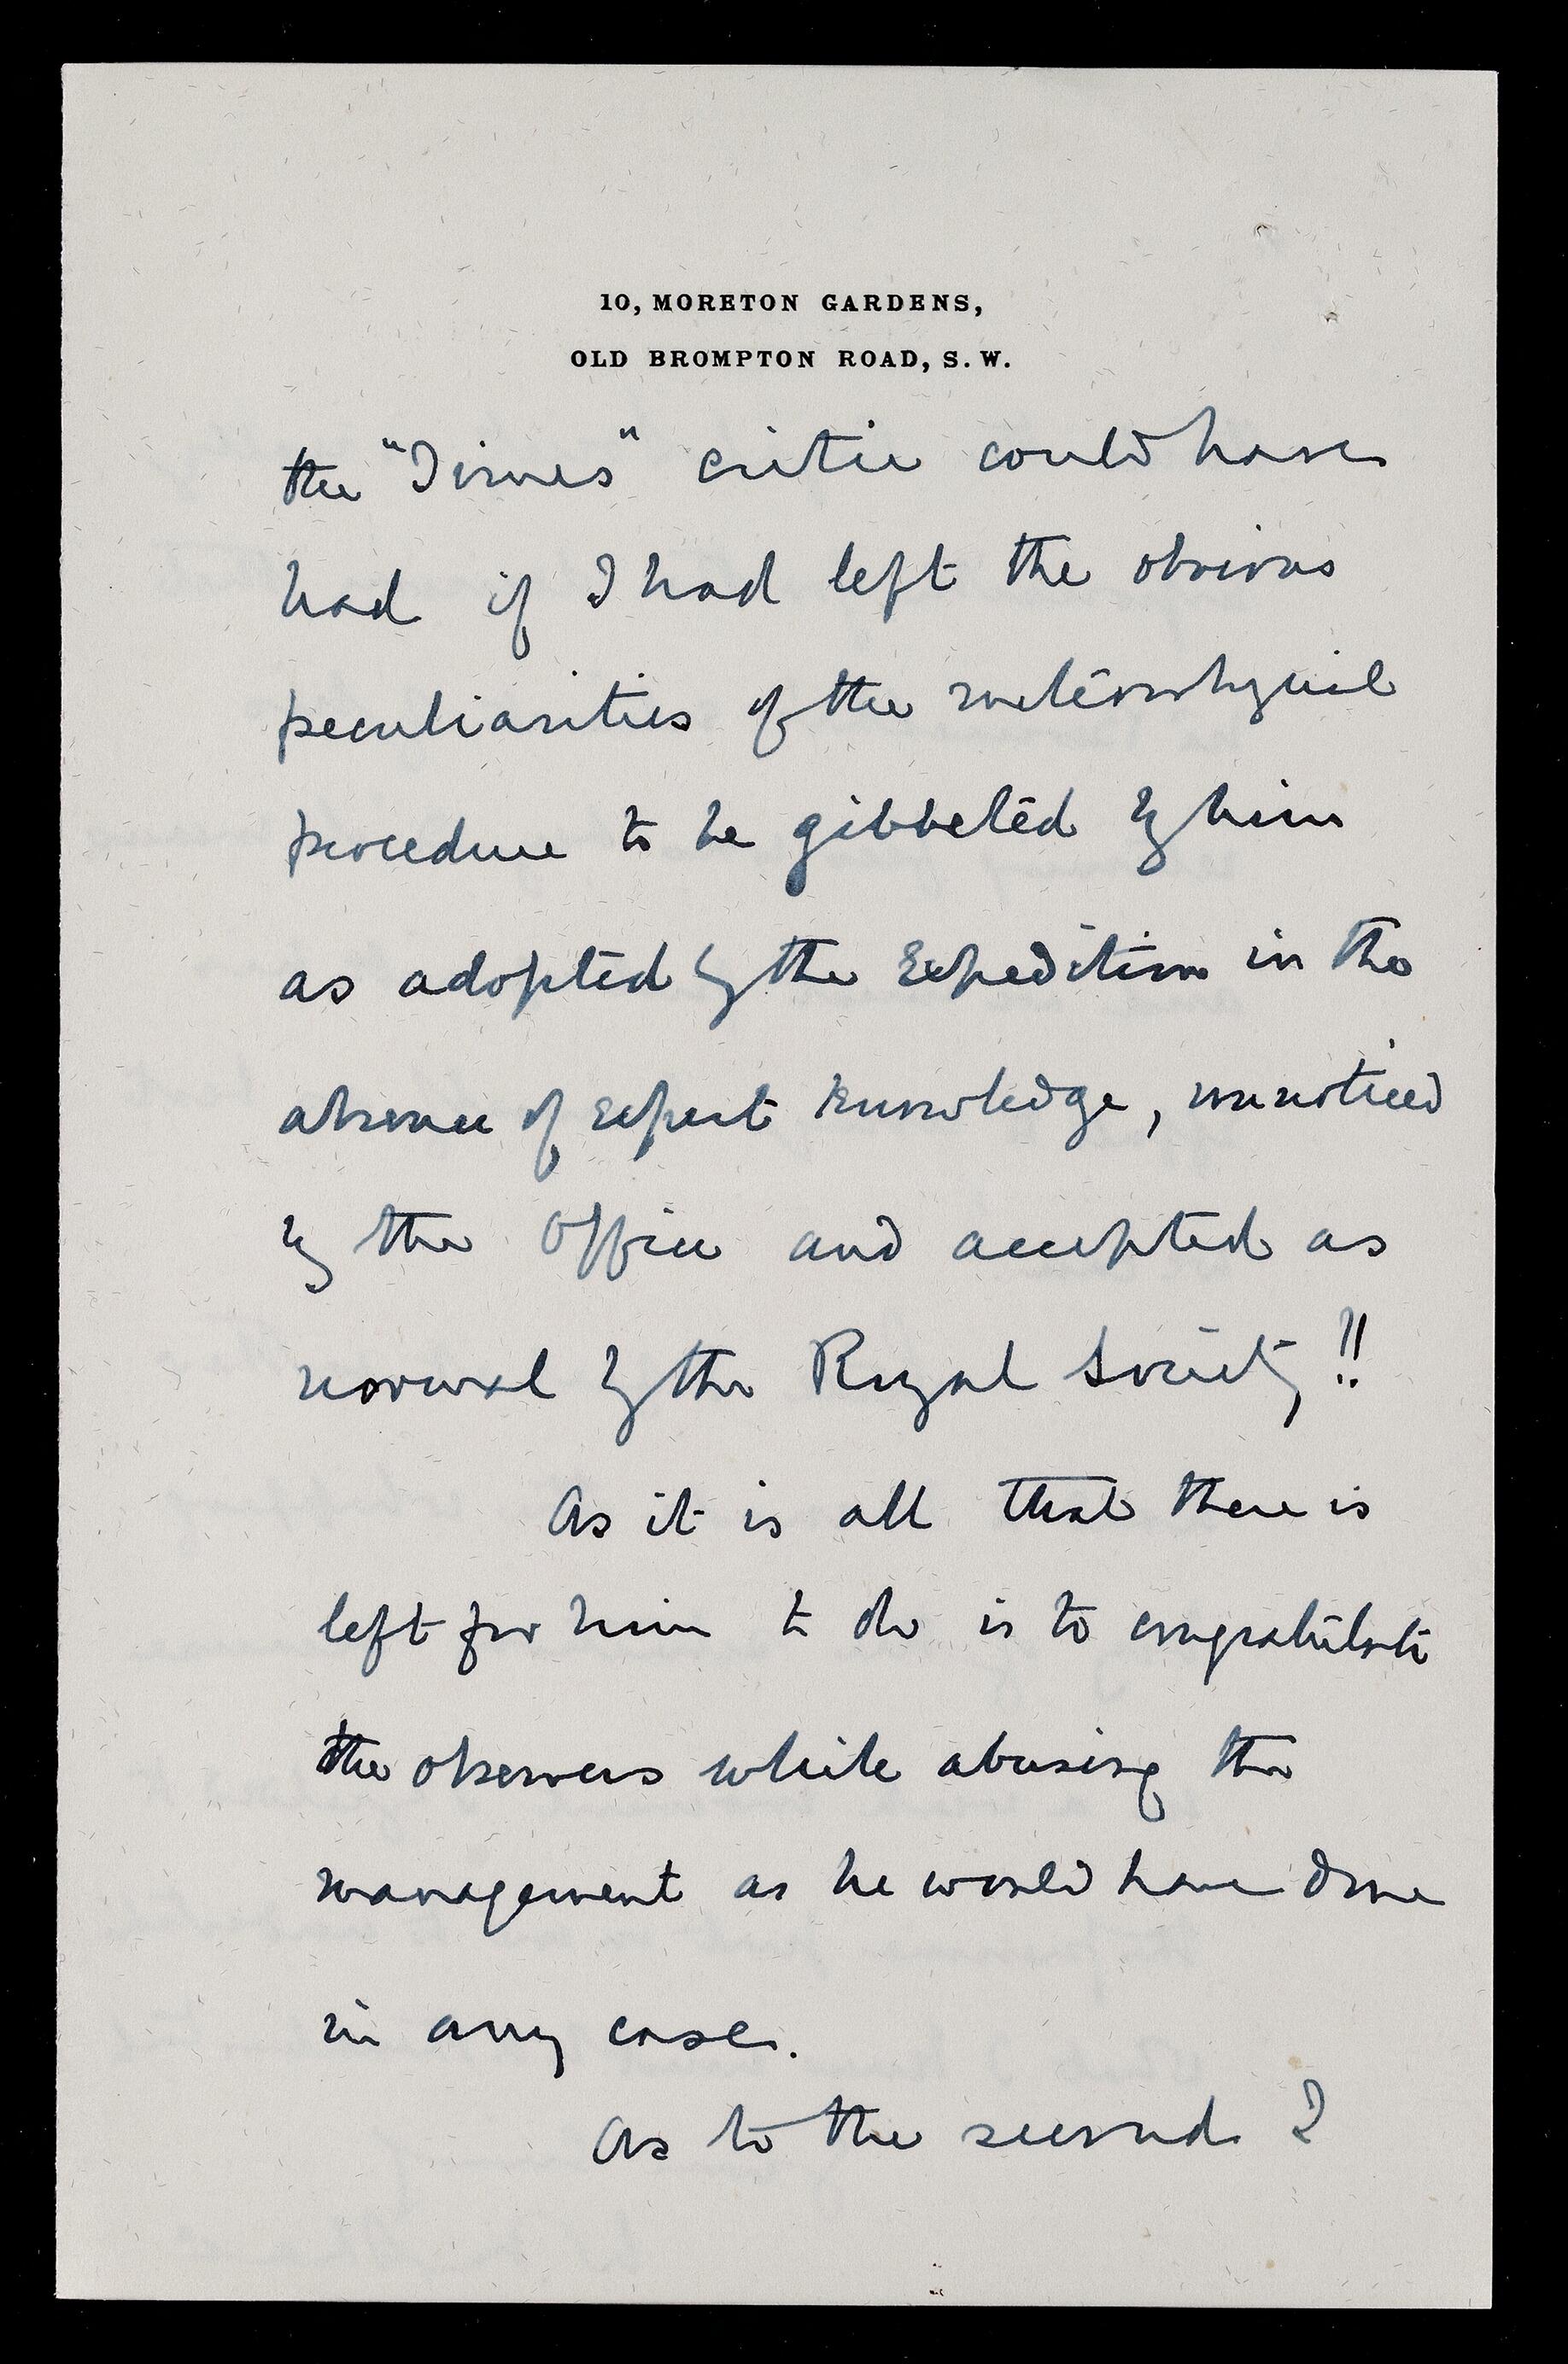 10, MORETON GARDENS,
OLD BROMPTON ROAD, S.W.
the "Times" critic could have
had if I had left the obvious
peculiarities of the meteorological
procedure to be gibbeted by him
as adopted by the Expedition in the
absence of expert knowledge, unnoticed
by the Office and accepted as
normal by the Royal Society!!
As it is all that there is
left for him to do is to congratulate
the observers while abusing the
management as he would have done
in any case.
As to the second I